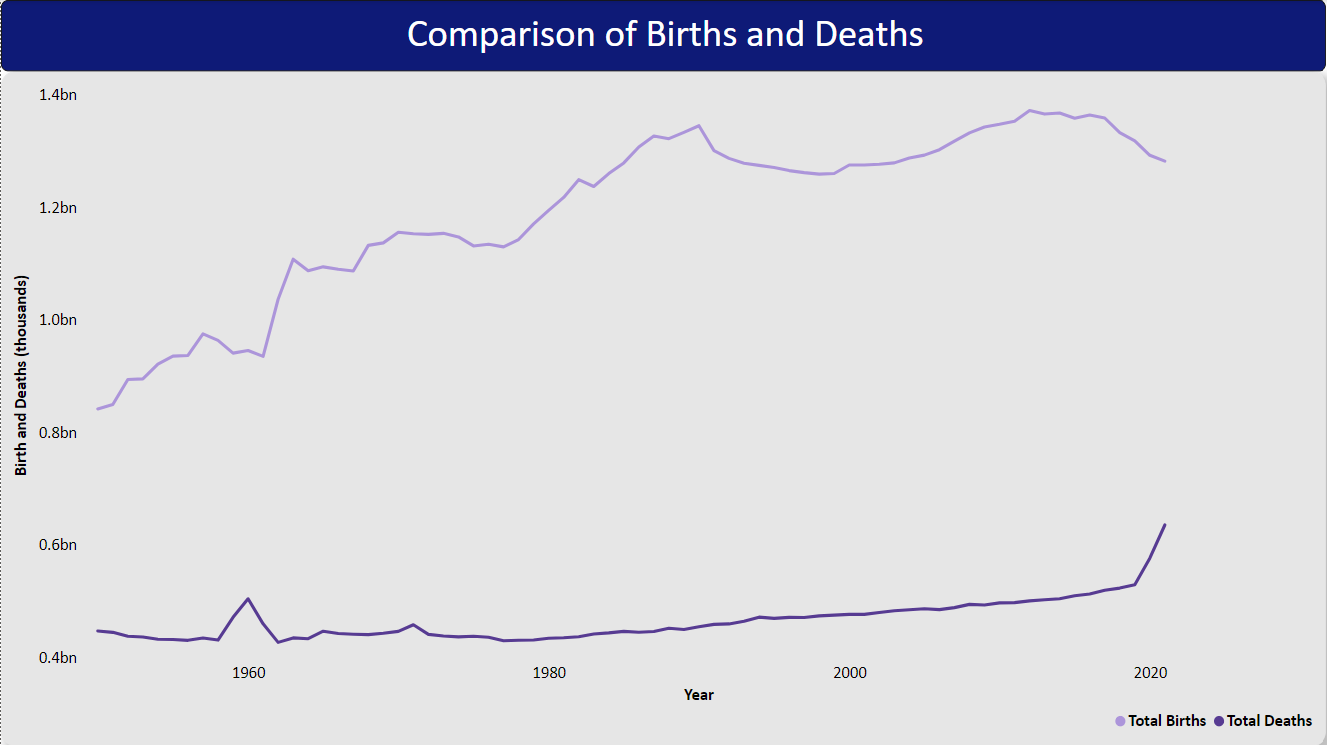 Comparison of Births and Deaths
1.4bn
1.2bn
1.0bn
0.8bn
0.6bn
0.4bn
Birth and Deaths (thousands)
1960
1980
2000
2020
Year
Total Births
Total Deaths